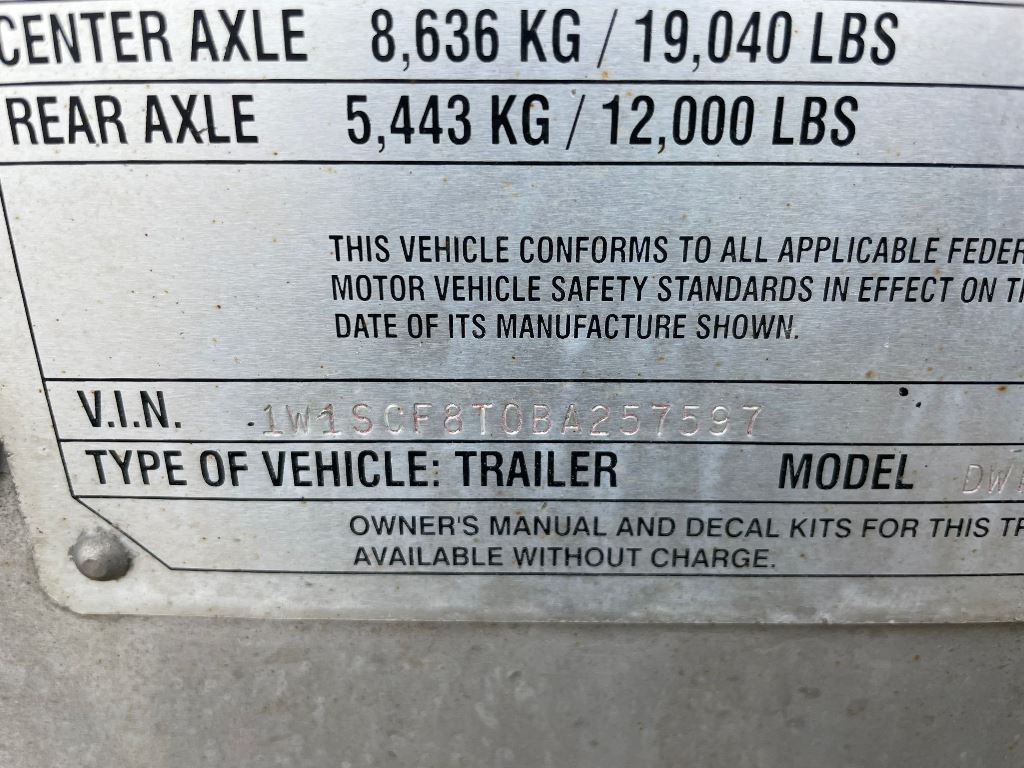 CENTER AXLE 8,636 KG / 19,040 LBS
REAR AXLE 5,443 KG / 12,000 LBS
THIS VEHICLE CONFORMS TO ALL APPLICABLE FEDER
MOTOR VEHICLE SAFETY STANDARDS IN EFFECT ON
DATE OF ITS MANUFACTURE SHOWN.
V.I.N. 1W1SCF8T0BA257597
TYPE OF VEHICLE: TRAILER MODEL DW
OWNER'S MANUAL AND DECAL KITS FOR THIS
AVAILABLE WITHOUT CHARGE.